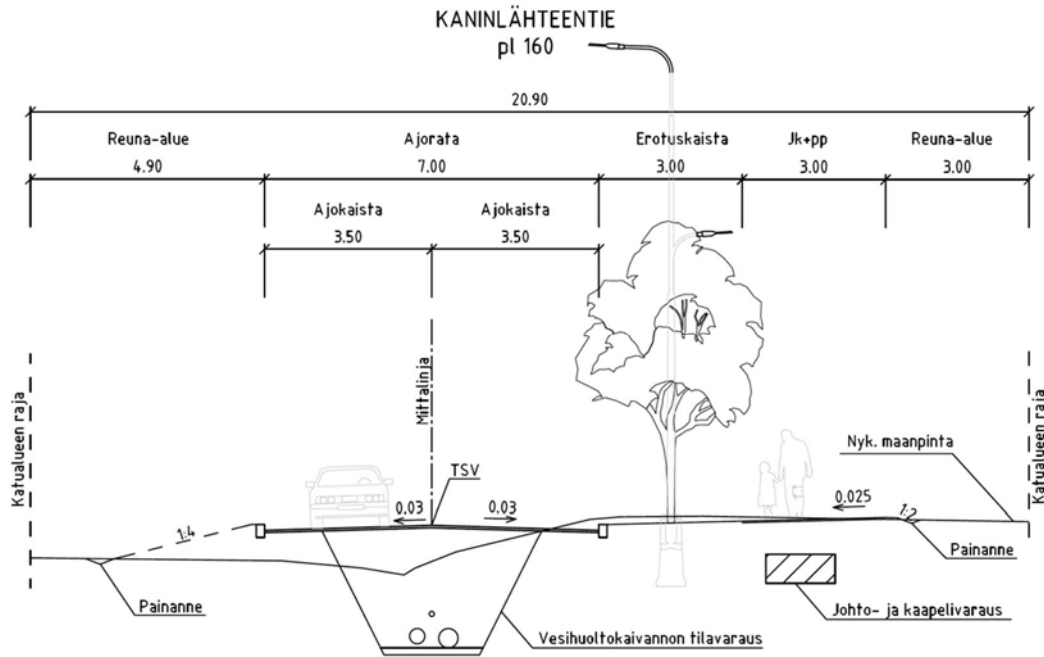 KANINLÄHTEENTIE
pl 160
20.90
Reuna-alue
Ajorata
Erotuskaista
Jk+pp
Reuna-alue
4.90
7.00
3.00
3.00
3.00
Ajokaista
Ajokaista
3.50
3.50
Katualueen raja
Mittalinja
Katualueen raja
Nyk. maanpinta
TSV
0.03
0.03
0.025
1:2
1:4
Painanne
Painanne
Johto- ja kaapelivaraus
Vesihuoltokaivannon tilavaraus